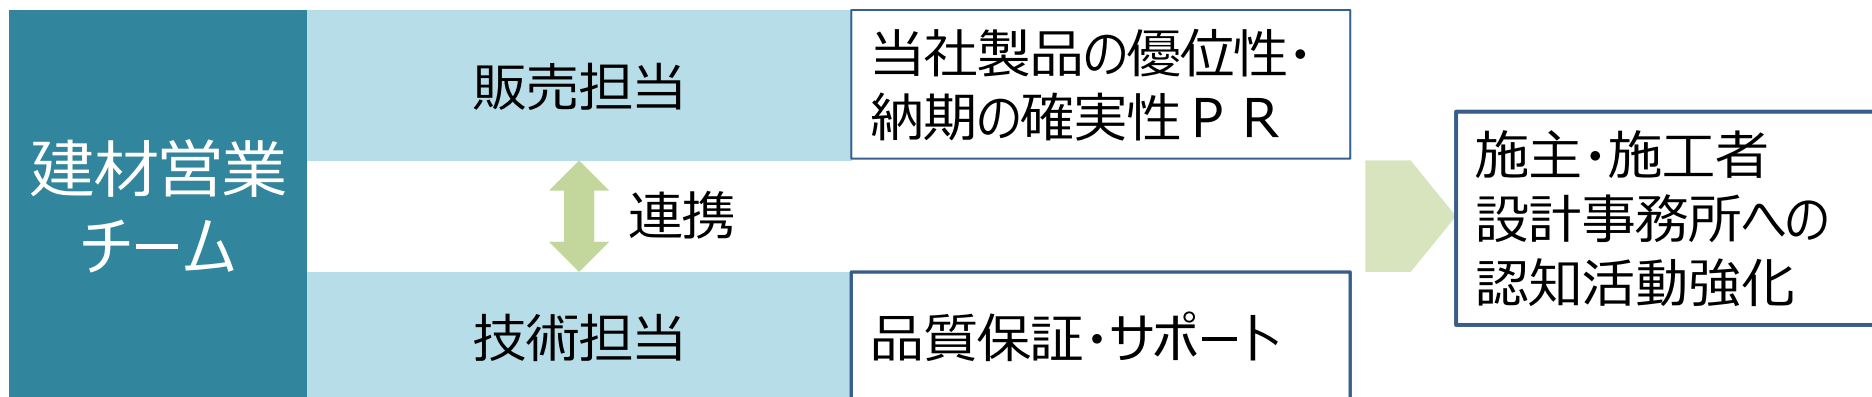 建材営業
チーム
販売担当
当社製品の優位性・
納期の確実性ＰＲ
連携
技術担当
品質保証・サポート
施主・施工者
設計事務所への
認知活動強化